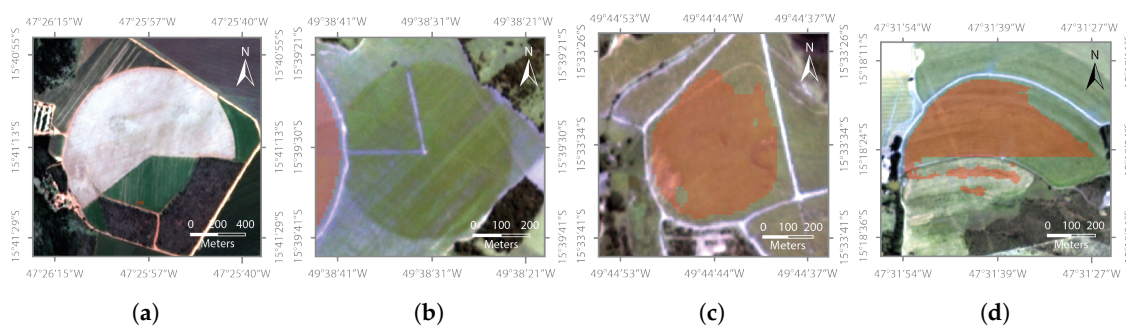 47°26'15"W 47°25'57"W 47°25'40"W
15°40'55"S 15°41'13"S 15°41'29"S
N
15°40'55"S 15°41'13"S 15°41'29"S
0 200 400
Meters
47°26'15"W 47°25'57"W 47°25'40"W
(a)
49°38'41"W 49°38'31"W 49°38'21"W
15°39'21"S 15°39'30"S 15°39'41"S
N
15°39'21"S 15°39'30"S 15°39'41"S
0 100 200
Meters
49°38'41"W 49°38'31"W 49°38'21"W
(b)
49°44'53"W 49°44'44"W 49°44'37"W
15°33'26"S 15°33'34"S 15°33'41"S
N
15°33'26"S 15°33'34"S 15°33'41"S
0 100 200
Meters
49°44'53"W 49°44'44"W 49°44'37"W
(c)
47°31'54"W 47°31'39"W 47°31'27"W
15°18'11"S 15°18'24"S 15°18'36"S
N
15°18'11"S 15°18'24"S 15°18'36"S
0 100 200
Meters
47°31'54"W 47°31'39"W 47°31'27"W
(d)